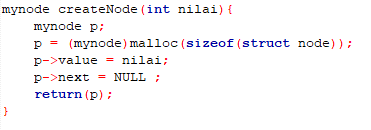 mynode createNode(int nilai){
    mynode p;
    p = (mynode)malloc(sizeof(struct node));
    p->value = nilai;
    p->next = NULL ;
    return(p);
}